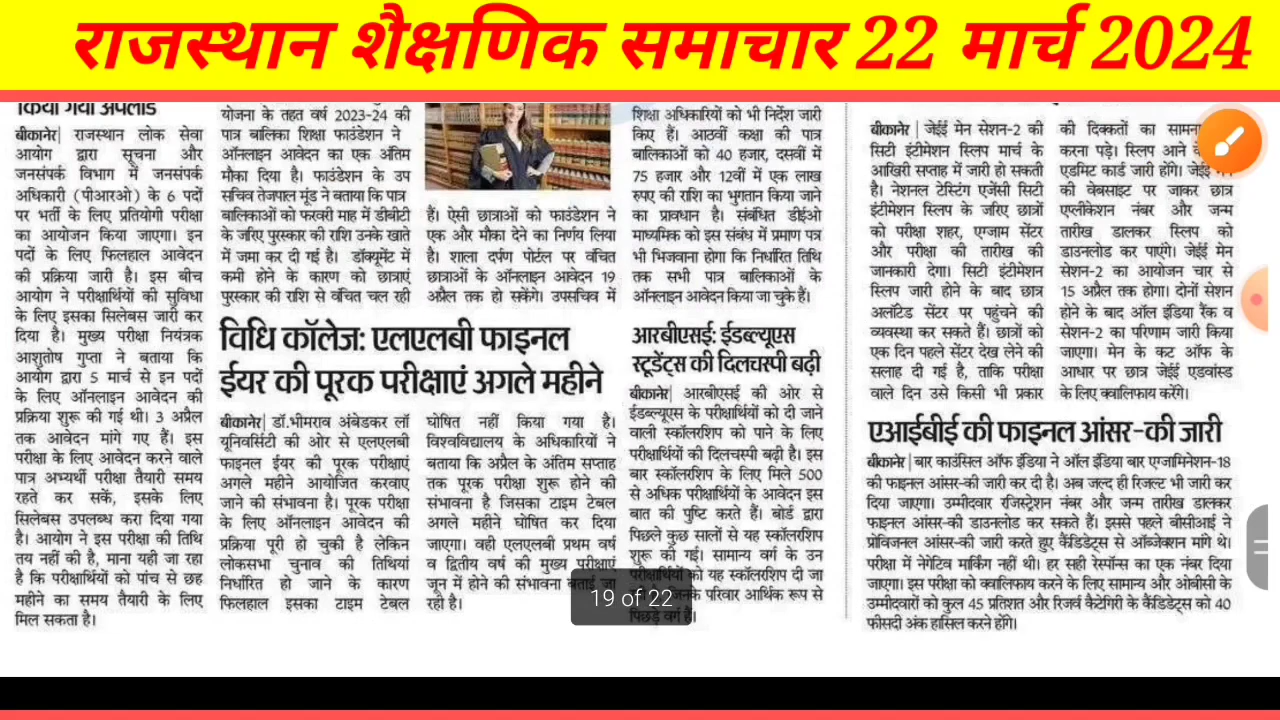 राजस्थान शैक्षणिक समाचार 22 मार्च 2024
किया गया अपलोड
बीकानेर| राजस्थान लोक सेवा
आयोग द्वारा सूचना और
जनसंपर्क विभाग में जनसंपर्क
अधिकारी (पीआरओ) के 6 पदों
पर भर्ती के लिए प्रतियोगी परीक्षा
का आयोजन किया जाएगा। इन
पदों के लिए फिलहाल आवेदन
की प्रक्रिया जारी है। इस बीच
आयोग ने परीक्षार्थियों की सुविधा
के लिए इसका सिलेबस जारी कर
दिया है। मुख्य परीक्षा नियंत्रक
आशुतोष गुप्ता ने बताया कि
आयोग द्वारा 5 मार्च से इन पदों
के लिए ऑनलाइन आवेदन की
प्रक्रिया शुरू की गई थी। 3 अप्रैल
तक आवेदन मांगे गए हैं। इस
परीक्षा के लिए आवेदन करने वाले
पात्र अभ्यर्थी परीक्षा तैयारी समय
रहते कर सकें, इसके लिए
सिलेबस उपलब्ध करा दिया गया
है। आयोग ने इस परीक्षा की तिथि
तय नहीं की है, माना यही जा रहा
है कि परीक्षार्थियों को पांच से छह
महीने का समय तैयारी के लिए
मिल सकता है।
योजना के तहत वर्ष 2023-24 की
पात्र बालिका शिक्षा फाउंडेशन ने
ऑनलाइन आवेदन का एक अंतिम
मौका दिया है। फाउंडेशन के उप
सचिव तेजपाल मूंड ने बताया कि पात्र
बालिकाओं को फरवरी माह में डीबीटी
के जरिए पुरस्कार की राशि उनके खाते
में जमा कर दी गई है। डॉक्यूमेंट में
कमी होने के कारण को छात्राएं
पुरस्कार की राशि से वंचित चल रही
हैं। ऐसी छात्राओं को फाउंडेशन ने
एक और मौका देने का निर्णय लिया
है। शाला दर्पण पोर्टल पर वंचित
छात्राओं के ऑनलाइन आवेदन 19
अप्रैल तक हो सकेंगे। उपसचिव में
शिक्षा अधिकारियों को भी निर्देश जारी
किए हैं। आठवीं कक्षा की पात्र
बालिकाओं को 40 हजार, दसवीं में
75 हजार और 12वीं में एक लाख
रुपए की राशि का भुगतान किया जाने
का प्रावधान है। संबंधित डीईओ
माध्यमिक को इस संबंध में प्रमाण पत्र
भी भिजवाना होगा कि निर्धारित तिथि
तक सभी पात्र बालिकाओं के
ऑनलाइन आवेदन किया जा चुके हैं।
विधि कॉलेज: एलएलबी फाइनल
ईयर की पूरक परीक्षाएं अगले महीने
बीकानेर| डॉ.भीमराव अंबेडकर लॉ
यूनिवर्सिटी की ओर से एलएलबी
फाइनल ईयर की पूरक परीक्षाएं
अगले महीने आयोजित करवाए
जाने की संभावना है। पूरक परीक्षा
के लिए ऑनलाइन आवेदन की
प्रक्रिया पूरी हो चुकी है लेकिन
लोकसभा चुनाव की तिथियां
निर्धारित हो जाने के कारण
फिलहाल इसका टाइम टेबल
घोषित नहीं किया गया है।
विश्वविद्यालय के अधिकारियों ने
बताया कि अप्रैल के अंतिम सप्ताह
तक पूरक परीक्षा शुरू होने की
संभावना है जिसका टाइम टेबल
अगले महीने घोषित कर दिया
जाएगा। वही एलएलबी प्रथम वर्ष
व द्वितीय वर्ष की मुख्य परीक्षाएं
जून में होने की संभावना बताई जा
रही है।
आरबीएसई: ईडब्ल्यूएस
स्टूडेंट्स की दिलचस्पी बढ़ी
बीकानेर| आरबीएसई की ओर से
ईडब्ल्यूएस के परीक्षार्थियों को दी जाने
वाली स्कॉलरशिप को पाने के लिए
परीक्षार्थियों की दिलचस्पी बढ़ी है। इस
बार स्कॉलरशिप के लिए मिले 500
से अधिक परीक्षार्थियों के आवेदन इस
बात की पुष्टि करते हैं। बोर्ड द्वारा
पिछले कुछ सालों से यह स्कॉलरशिप
शुरू की गई। सामान्य वर्ग के उन
परीक्षार्थियों को यह स्कॉलरशिप दी जा
जिनके परिवार आर्थिक रूप से
पिछड़े वर्ग है।
19 of 22
बीकानेर | जेईई मेन सेशन-2 की
सिटी इंटीमेशन स्लिप मार्च के
आखिरी सप्ताह में जारी हो सकती
है। नेशनल टेस्टिंग एजेंसी सिटी
इंटीमेशन स्लिप के जरिए छात्रों
को परीक्षा शहर, एग्जाम सेंटर
और परीक्षा की तारीख की
जानकारी देगा। सिटी इंटीमेशन
स्लिप जारी होने के बाद छात्र
अलॉटेड सेंटर पर पहुंचने की
व्यवस्था कर सकते हैं। छात्रों को
एक दिन पहले सेंटर देख लेने की
सलाह दी गई है, ताकि परीक्षा
वाले दिन उसे किसी भी प्रकार
की दिक्कतों का सामना
करना पड़े। स्लिप आने
एडमिट कार्ड जारी होंगे। जेईई
की वेबसाइट पर जाकर छात्र
एप्लीकेशन नंबर और जन्म
तारीख डालकर स्लिप को
डाउनलोड कर पाएंगे। जेईई मेन
सेशन-2 का आयोजन चार से
15 अप्रैल तक होगा। दोनों सेशन
होने के बाद ऑल इंडिया रैंक व
सेशन-2 का परिणाम जारी किया
जाएगा। मेन के कट ऑफ के
आधार पर छात्र जेईई एडवांस्ड
के लिए क्वालिफाय करेंगे।
एआईबीई की फाइनल आंसर-की जारी
बीकानेर | बार काउंसिल ऑफ इंडिया ने ऑल इंडिया बार एग्जामिनेशन-18
की फाइनल आंसर-की जारी कर दी है। अब जल्द ही रिजल्ट भी जारी कर
दिया जाएगा। उम्मीदवार रजिस्ट्रेशन नंबर और जन्म तारीख डालकर
फाइनल आंसर-की डाउनलोड कर सकते हैं। इससे पहले बीसीआई ने
प्रोविजनल आंसर-की जारी करते हुए कैंडिडेट्स से ऑब्जेक्शन मांगे थे।
परीक्षा में नेगेटिव मार्किंग नहीं थी। हर सही रेस्पॉन्स का एक नंबर दिया
जाएगा। इस परीक्षा को क्वालिफाय करने के लिए सामान्य और ओबीसी के
उम्मीदवारों को कुल 45 प्रतिशत और रिजर्व कैटेगिरी के कैंडिडेट्स को 40
फीसदी अंक हासिल करने होंगे।